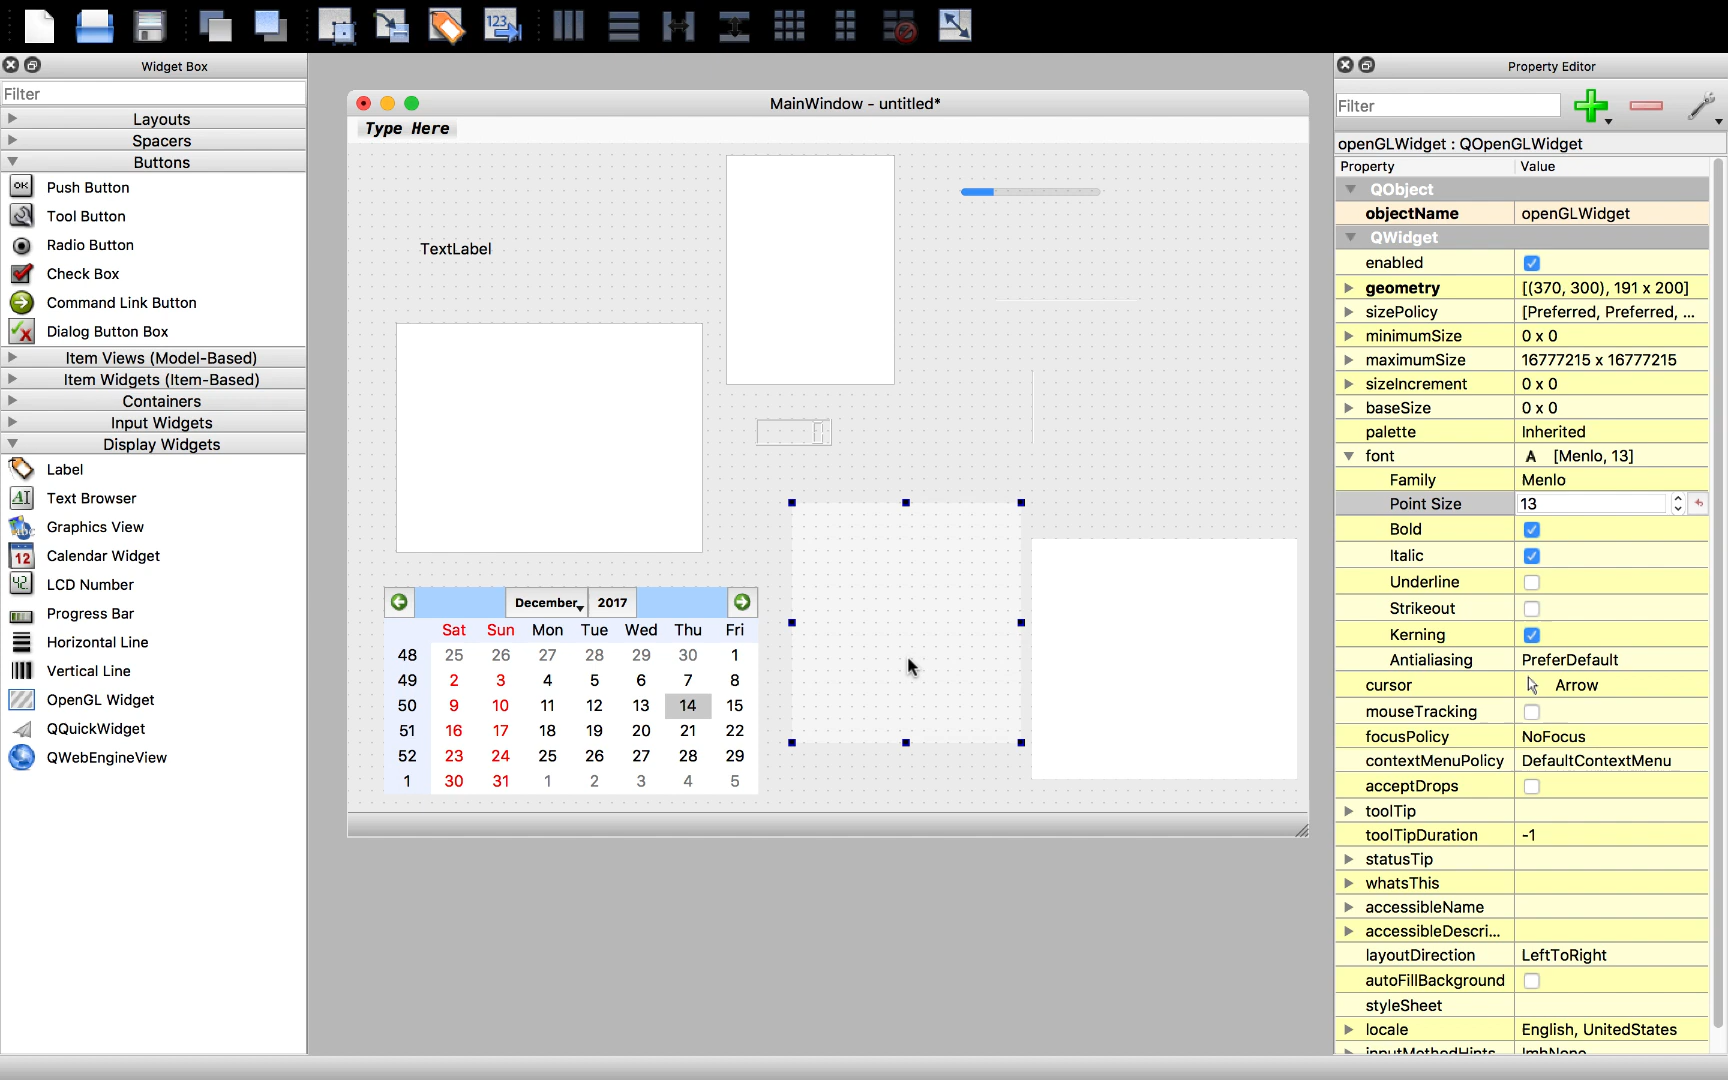 123
Widget Box
Filter
Layouts
Spacers
Buttons
OK Push Button
Tool Button
Radio Button
Check Box
Command Link Button
Dialog Button Box
Item Views (Model-Based)
Item Widgets (Item-Based)
Containers
Input Widgets
Display Widgets
Label
AI Text Browser
Graphics View
12 Calendar Widget
42 LCD Number
Progress Bar
Horizontal Line
Vertical Line
OpenGL Widget
QQuickWidget
QWebEngineView
MainWindow - untitled*
Type Here
TextLabel
December, 2017
Sat Sun Mon Tue Wed Thu Fri
48 25 26 27 28 29 30 1
49 2 3 4 5 6 7 8
50 9 10 11 12 13 14 15
51 16 17 18 19 20 21 22
52 23 24 25 26 27 28 29
1 30 31 1 2 3 4 5
Property Editor
Filter
openGLWidget : QOpenGLWidget
Property Value
QObject
objectName openGLWidget
QWidget
enabled
geometry [(370, 300), 191 x 200]
sizePolicy [Preferred, Preferred, ...
minimumSize 0 x 0
maximumSize 16777215 x 16777215
sizeIncrement 0 x 0
baseSize 0 x 0
palette Inherited
font A [Menlo, 13]
Family Menlo
Point Size 13
Bold
Italic
Underline
Strikeout
Kerning
Antialiasing PreferDefault
cursor Arrow
mouseTracking
focusPolicy NoFocus
contextMenuPolicy DefaultContextMenu
acceptDrops
toolTip
toolTipDuration -1
statusTip
whatsThis
accessibleName
accessibleDescri...
layoutDirection LeftToRight
autoFillBackground
styleSheet
locale English, UnitedStates
inputMethodHints ImhNone